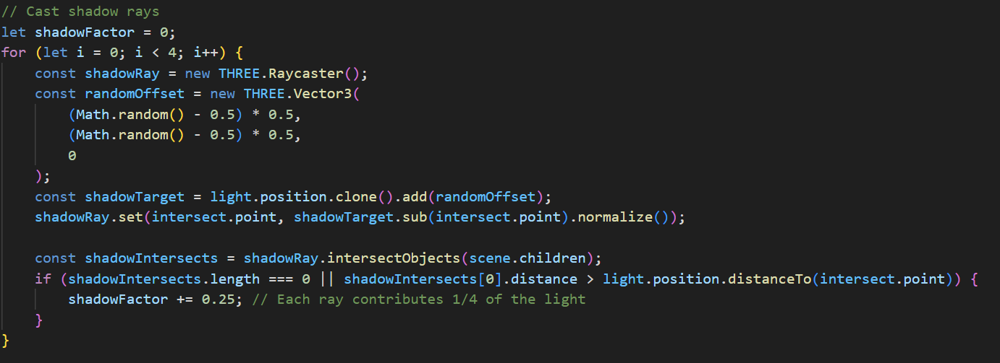 // Cast shadow rays
let shadowFactor = 0;
for (let i = 0; i < 4; i++) {
    const shadowRay = new THREE.Raycaster();
    const randomOffset = new THREE.Vector3(
        (Math.random() - 0.5) * 0.5,
        (Math.random() - 0.5) * 0.5,
        0
    );
    const shadowTarget = light.position.clone().add(randomOffset);
    shadowRay.set(intersect.point, shadowTarget.sub(intersect.point).normalize());

    const shadowIntersects = shadowRay.intersectObjects(scene.children);
    if (shadowIntersects.length === 0 || shadowIntersects[0].distance > light.position.distanceTo(intersect.point)) {
        shadowFactor += 0.25; // Each ray contributes 1/4 of the light
    }
}